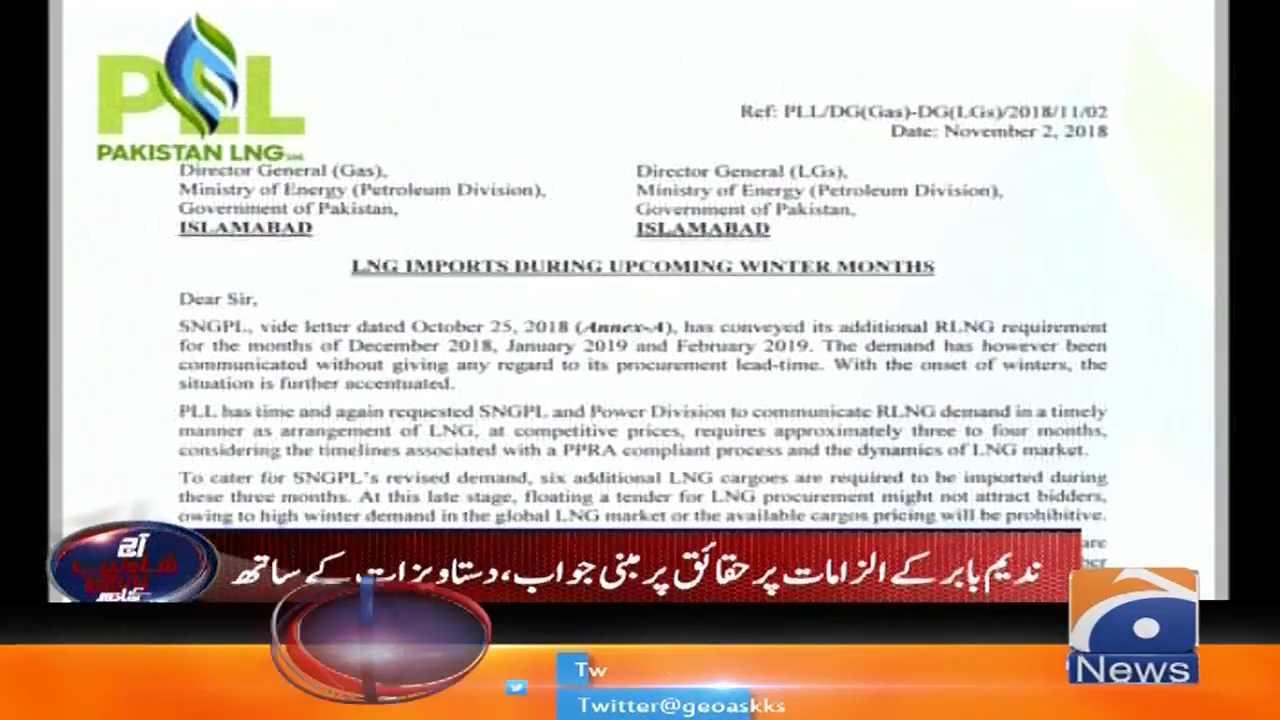 PLL
PAKISTAN LNG Ltd.
Ref: PLL/DG(Gas)-DG(LGs)/2018/11/02
Date: November 2, 2018
Director General (Gas),
Ministry of Energy (Petroleum Division),
Government of Pakistan,
ISLAMABAD
Director General (LGs),
Ministry of Energy (Petroleum Division),
Government of Pakistan,
ISLAMABAD
LNG IMPORTS DURING UPCOMING WINTER MONTHS
Dear Sir,
SNGPL, vide letter dated October 25, 2018 (Annex-A), has conveyed its additional RLNG requirement
for the months of December 2018, January 2019 and February 2019. The demand has however been
communicated without giving any regard to its procurement lead-time. With the onset of winters, the
situation is further accentuated.
PLL has time and again requested SNGPL and Power Division to communicate RLNG demand in a timely
manner as arrangement of LNG, at competitive prices, requires approximately three to four months,
considering the timelines associated with a PPRA compliant process and the dynamics of LNG market.
To cater for SNGPL's revised demand, six additional LNG cargoes are required to be imported during
these three months. At this late stage, floating a tender for LNG procurement might not attract bidders,
owing to high winter demand in the global LNG market or the available cargos pricing will be prohibitive.
are
آج
ندیم بابر کے الزامات پر حقائق پر مبنی جواب، دستاویزات کے ساتھ
News
Tw
Twitter@geoaskks